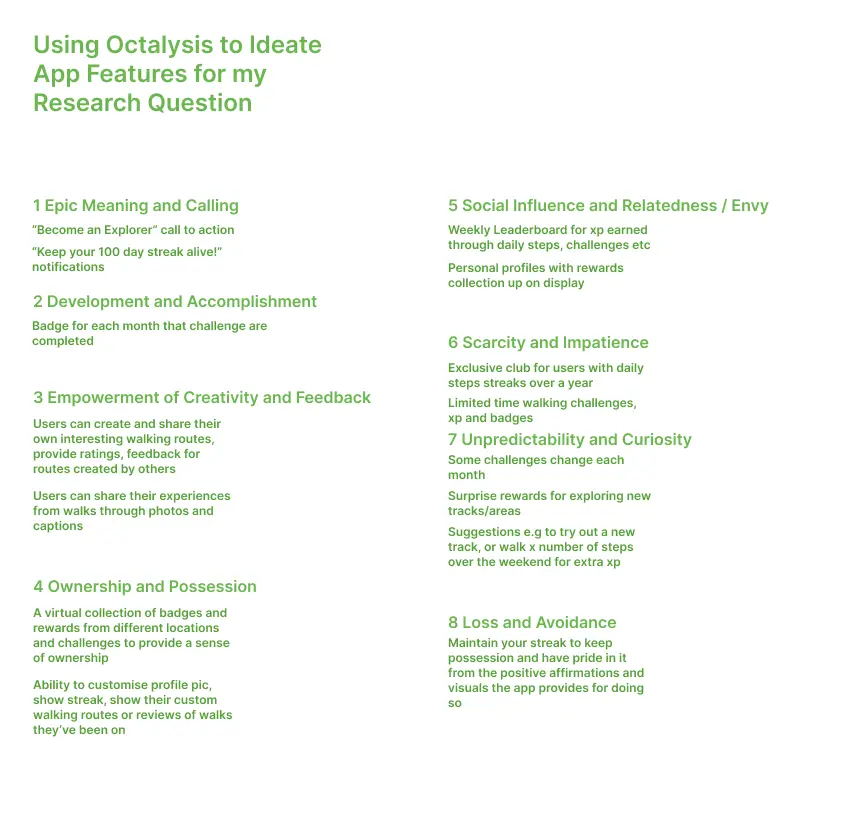 Using Octalysis to Ideate
App Features for my
Research Question
1 Epic Meaning and Calling
“Become an Explorer” call to action
“Keep your 100 day streak alive!”
notifications
2 Development and Accomplishment
Badge for each month that challenge are
completed
3 Empowerment of Creativity and Feedback
Users can create and share their
own interesting walking routes,
provide ratings, feedback for
routes created by others
Users can share their experiences
from walks through photos and
captions
4 Ownership and Possession
A virtual collection of badges and
rewards from different locations
and challenges to provide a sense
of ownership
Ability to customise profile pic,
show streak, show their custom
walking routes or reviews of walks
they’ve been on
5 Social Influence and Relatedness / Envy
Weekly Leaderboard for xp earned
through daily steps, challenges etc
Personal profiles with rewards
collection up on display
6 Scarcity and Impatience
Exclusive club for users with daily
steps streaks over a year
Limited time walking challenges,
xp and badges
7 Unpredictability and Curiosity
Some challenges change each
month
Surprise rewards for exploring new
tracks/areas
Suggestions e.g to try out a new
track, or walk x number of steps
over the weekend for extra xp
8 Loss and Avoidance
Maintain your streak to keep
possession and have pride in it
from the positive affirmations and
visuals the app provides for doing
so